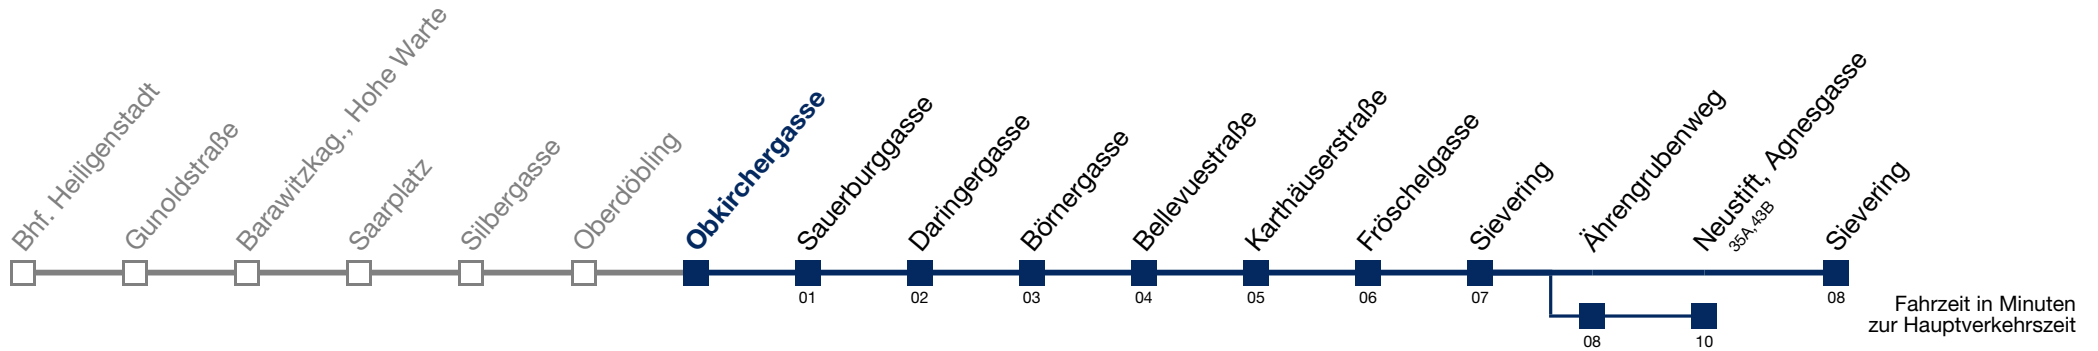 Bhf. Heiligenstadt
Gunoldstraße
Barawitzkag., Hohe Warte
Saarplatz
Silbergasse
Oberdöbling
Obkirchergasse
Sauerburggasse
Daringergasse
Börnergasse
Bellevuestraße
Karthäuserstraße
Fröschelgasse
Sievering
Ährengrubenweg
Neustift, Agnesgasse
35A,43B
Sievering
01
02
03
04
05
06
07
08
08
10
Fahrzeit in Minuten
zur Hauptverkehrszeit